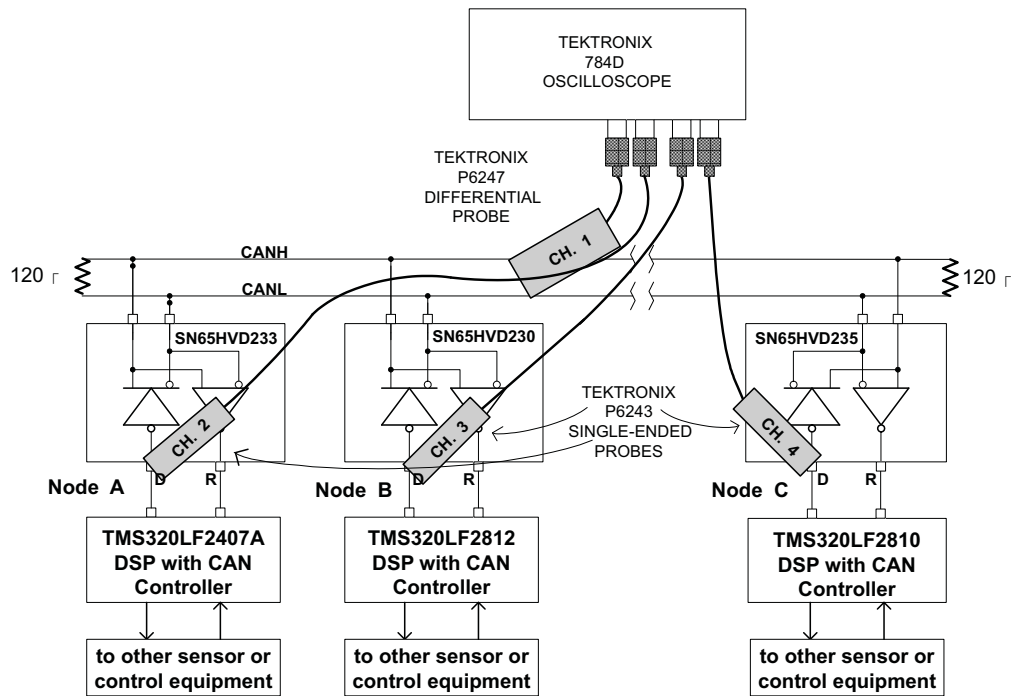 TEKTRONIX
784D
OSCILLOSCOPE
TEKTRONIX
P6247
DIFFERENTIAL
PROBE
CH. 1
CANH
120 ┌
120 ┌
CANL
SN65HVD233
SN65HVD230
SN65HVD235
TEKTRONIX
P6243
SINGLE-ENDED
PROBES
CH. 2
CH. 3
CH. 4
Node A
D
R
Node B
D
R
Node C
D
R
TMS320LF2407A
DSP with CAN
Controller
TMS320LF2812
DSP with CAN
Controller
TMS320LF2810
DSP with CAN
Controller
to other sensor or
control equipment
to other sensor or
control equipment
to other sensor or
control equipment